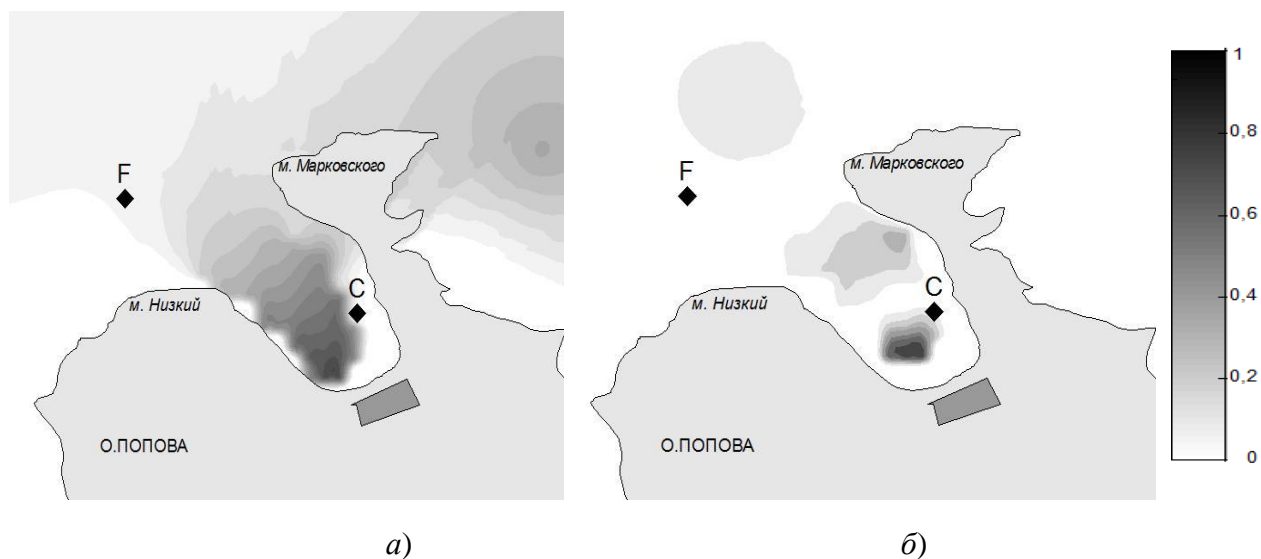 F
м. Марковского
C
м. Низкий
О.ПОПОВА
а)
F
м. Марковского
C
м. Низкий
О.ПОПОВА
б)
1
0,8
0,6
0,4
0,2
0